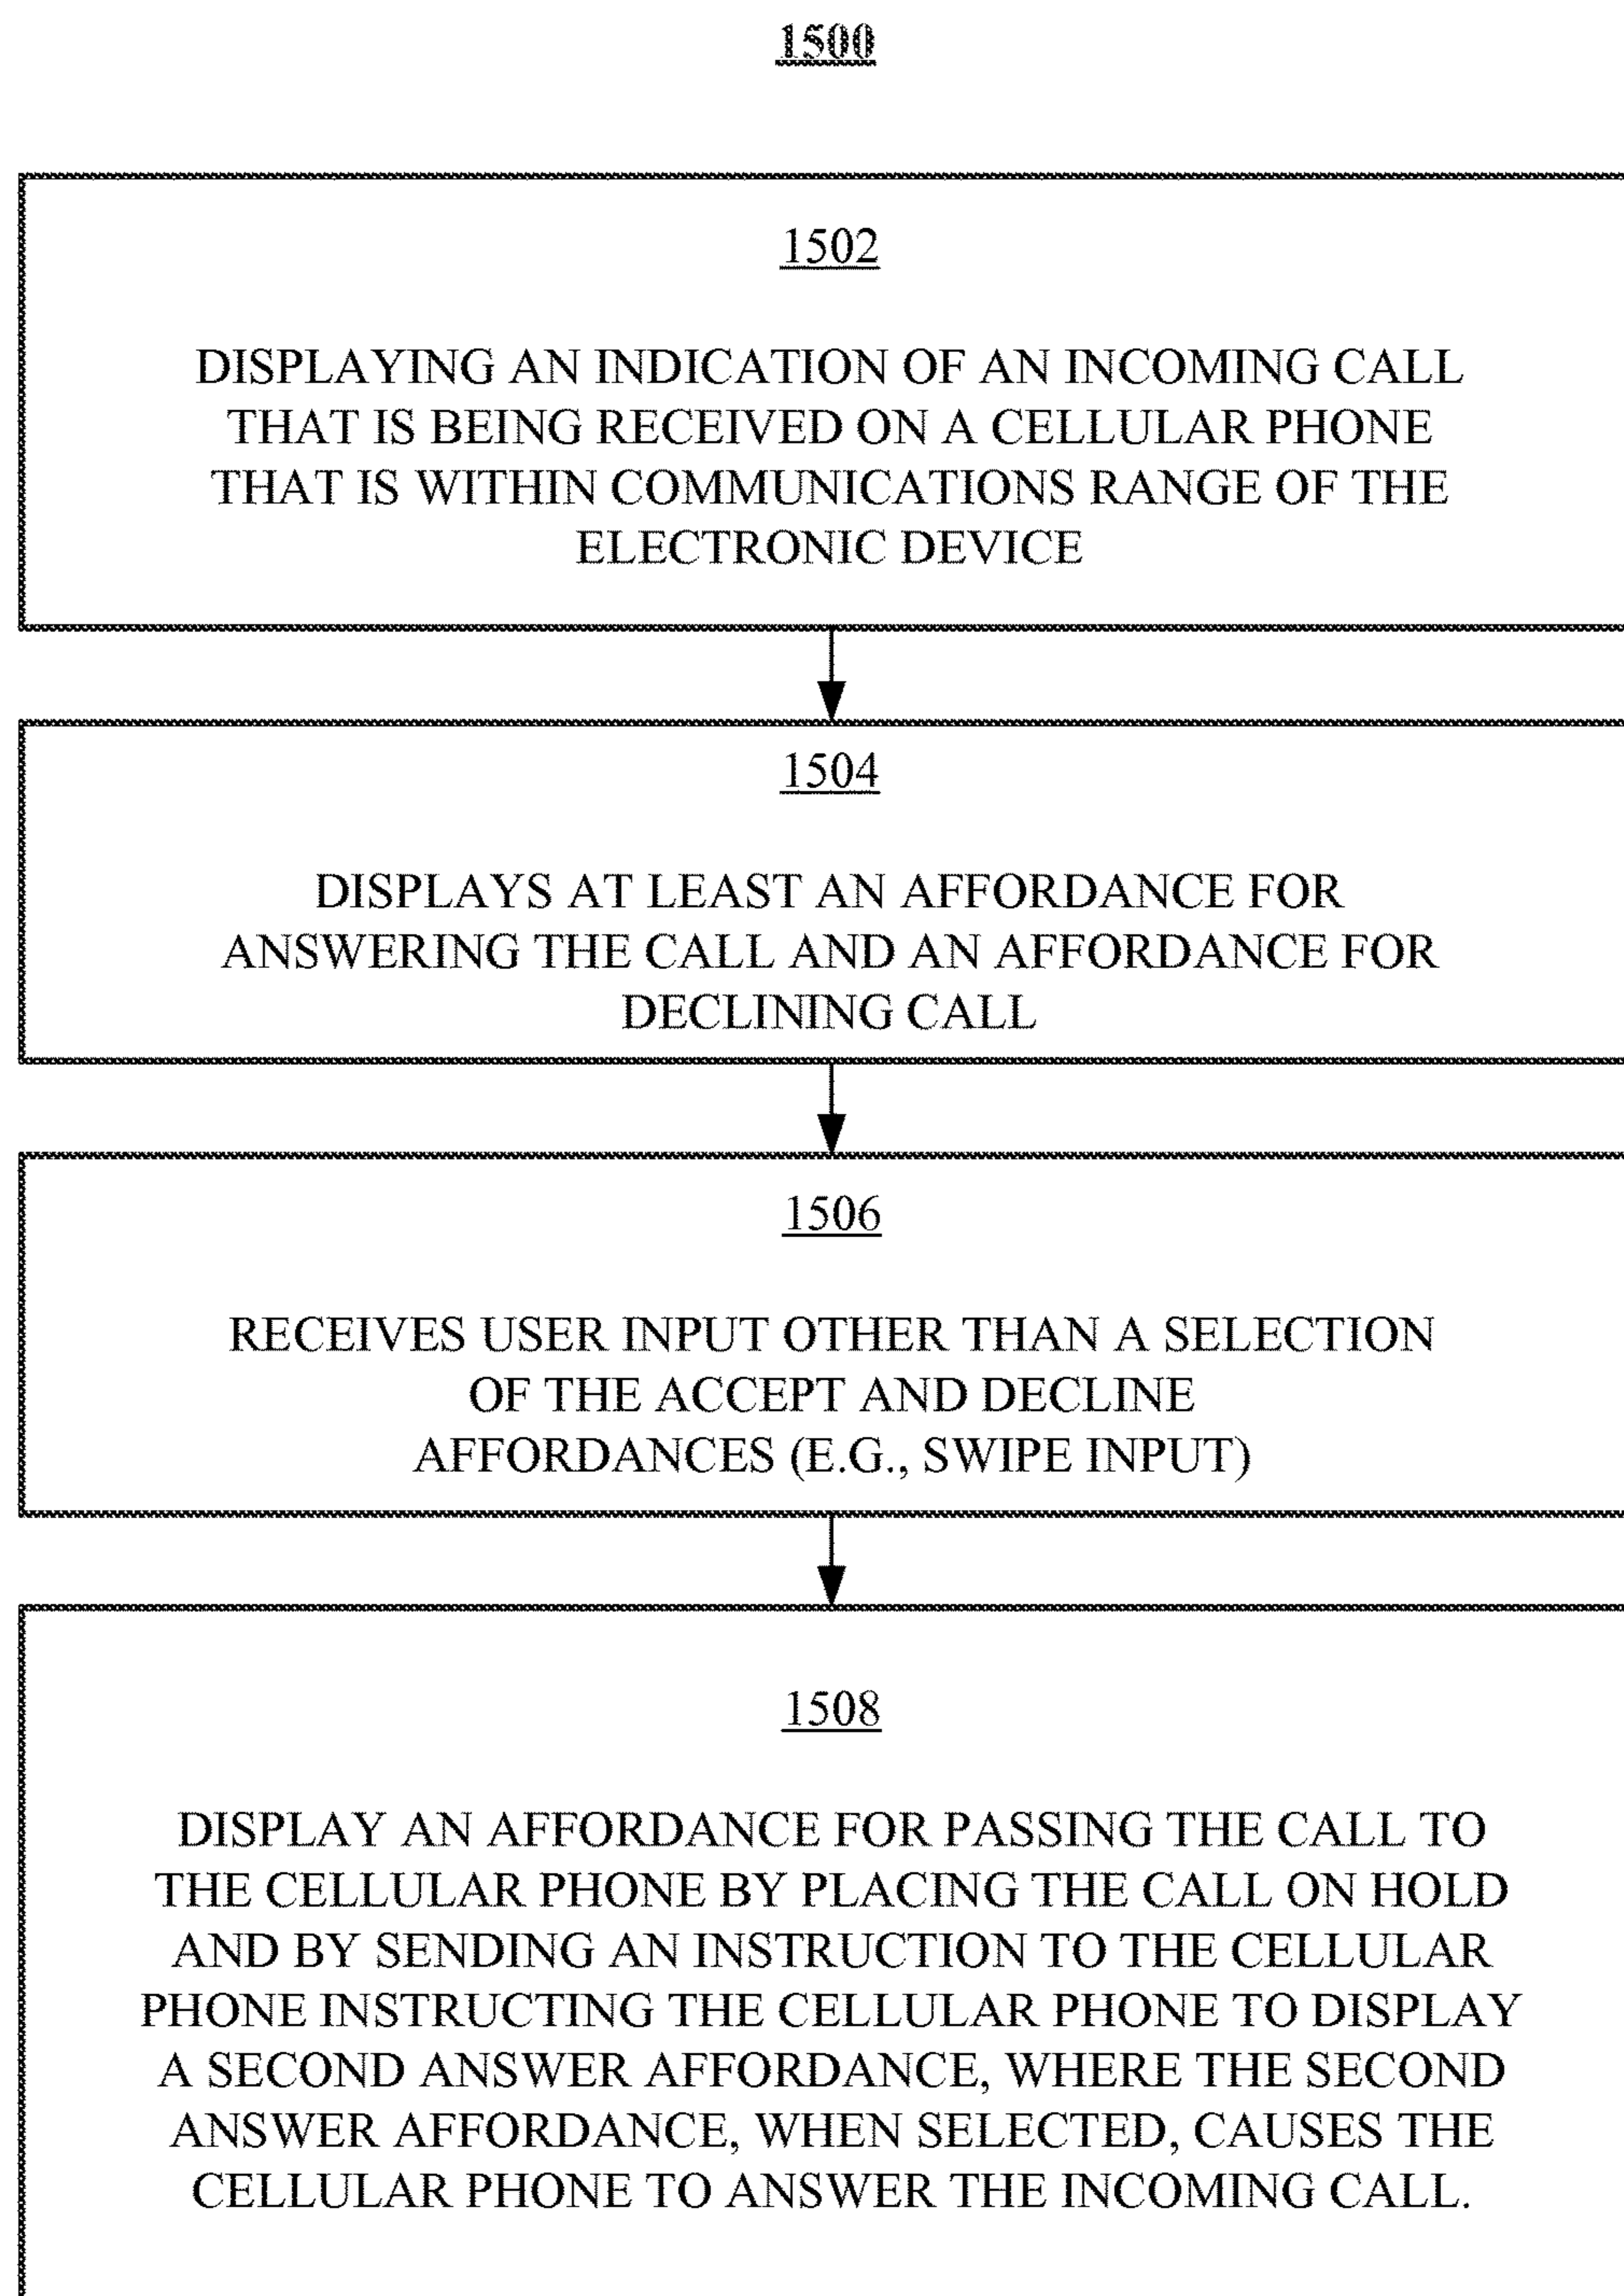 1500
1502
DISPLAYING AN INDICATION OF AN INCOMING CALL
THAT IS BEING RECEIVED ON A CELLULAR PHONE
THAT IS WITHIN COMMUNICATIONS RANGE OF THE
ELECTRONIC DEVICE
1504
DISPLAYS AT LEAST AN AFFORDANCE FOR
ANSWERING THE CALL AND AN AFFORDANCE FOR
DECLINING CALL
1506
RECEIVES USER INPUT OTHER THAN A SELECTION
OF THE ACCEPT AND DECLINE
AFFORDANCES (E.G., SWIPE INPUT)
1508
DISPLAY AN AFFORDANCE FOR PASSING THE CALL TO
THE CELLULAR PHONE BY PLACING THE CALL ON HOLD
AND BY SENDING AN INSTRUCTION TO THE CELLULAR
PHONE INSTRUCTING THE CELLULAR PHONE TO DISPLAY
A SECOND ANSWER AFFORDANCE, WHERE THE SECOND
ANSWER AFFORDANCE, WHEN SELECTED, CAUSES THE
CELLULAR PHONE TO ANSWER THE INCOMING CALL.